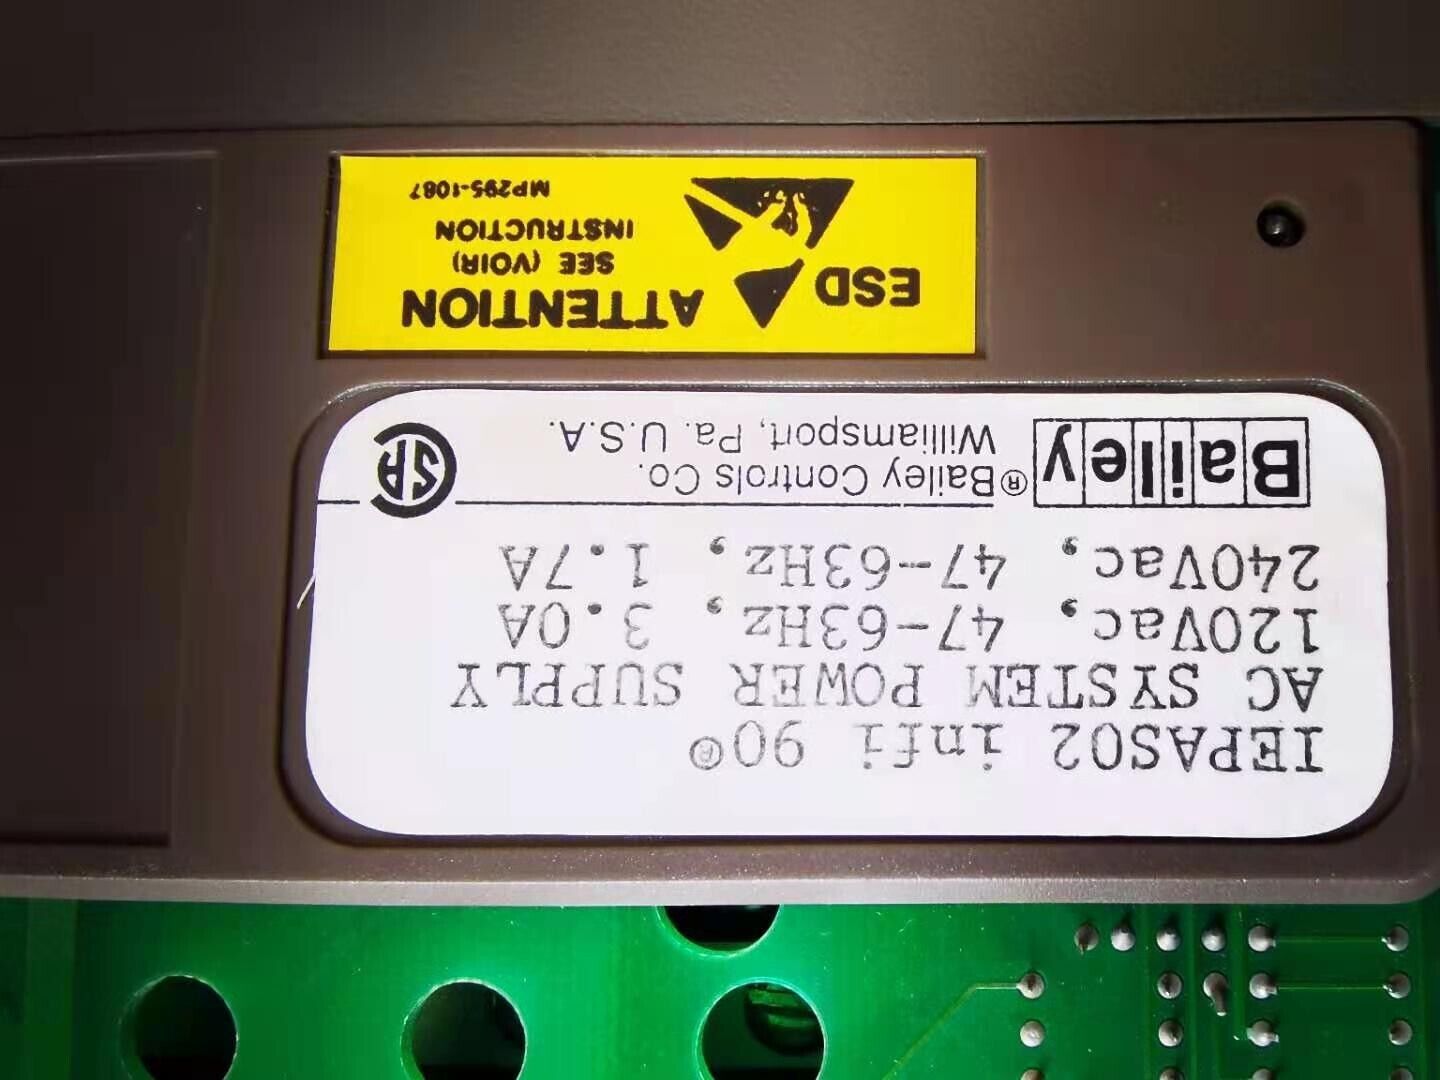 IEPAS02 infi 90®
AC SYSTEM POWER SUPPLY
120Vac, 47-63Hz, 3.0A
240Vac, 47-63Hz, 1.7A
Bailey
®Bailey Controls Co.
Williamsport, Pa. U.S.A.
SA
ESD
ATTENTION
SEE (VOIR)
INSTRUCTION
MP295-1087